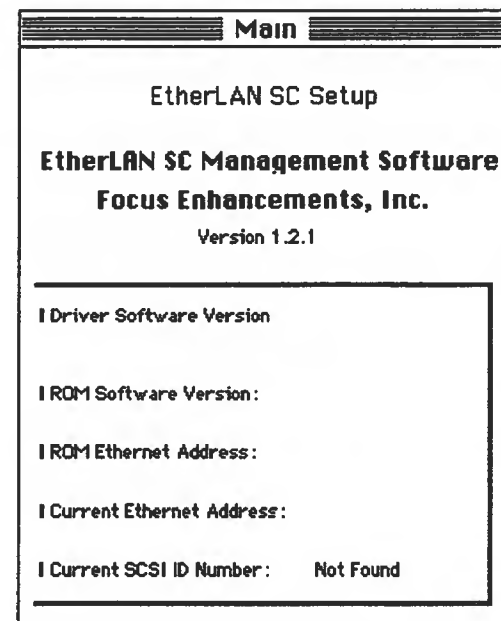 Main
EtherLAN SC Setup
EtherLAN SC Management Software
Focus Enhancements, Inc.
Version 1.2.1
Driver Software Version
ROM Software Version:
ROM Ethernet Address:
Current Ethernet Address:
Current SCSI ID Number: Not Found